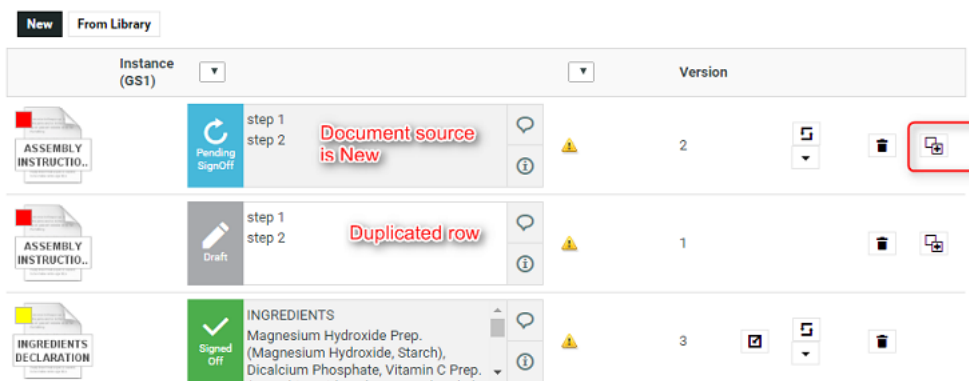 New From Library
Instance
(GS1)
Version
ASSEMBLY
INSTRUCTIO..
Pending
SignOff
step 1
step 2
Document source
is New
2
ASSEMBLY
INSTRUCTIO..
Draft
step 1
step 2
Duplicated row
1
INGREDIENTS
DECLARATION
Signed
Off
INGREDIENTS
Magnesium Hydroxide Prep.
(Magnesium Hydroxide, Starch),
Dicalcium Phosphate, Vitamin C Prep.
3